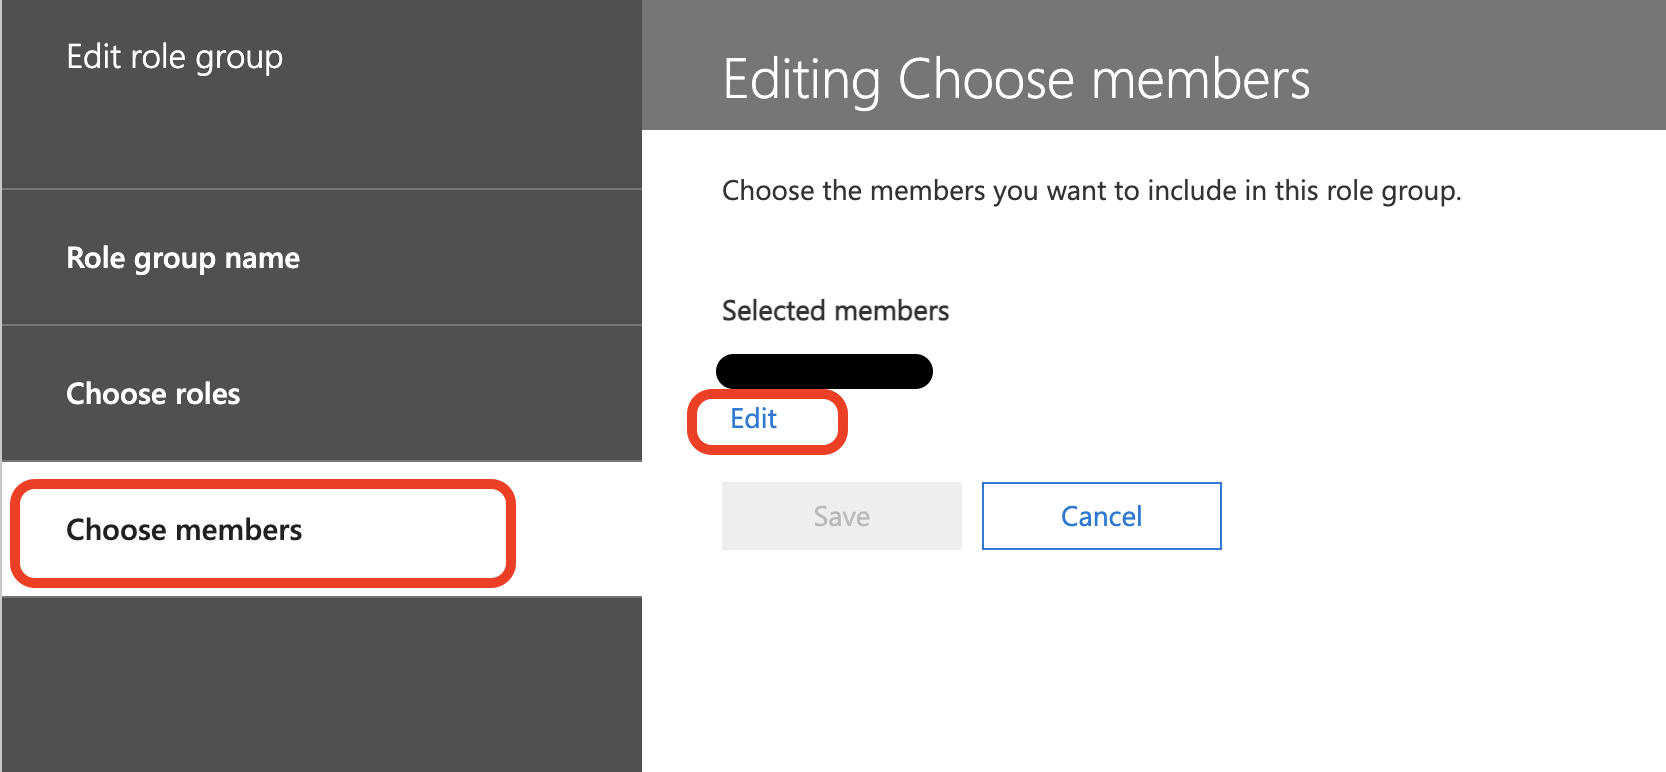 Edit role group
Role group name
Choose roles
Choose members
Editing Choose members
Choose the members you want to include in this role group.
Selected members
Edit
Save
Cancel